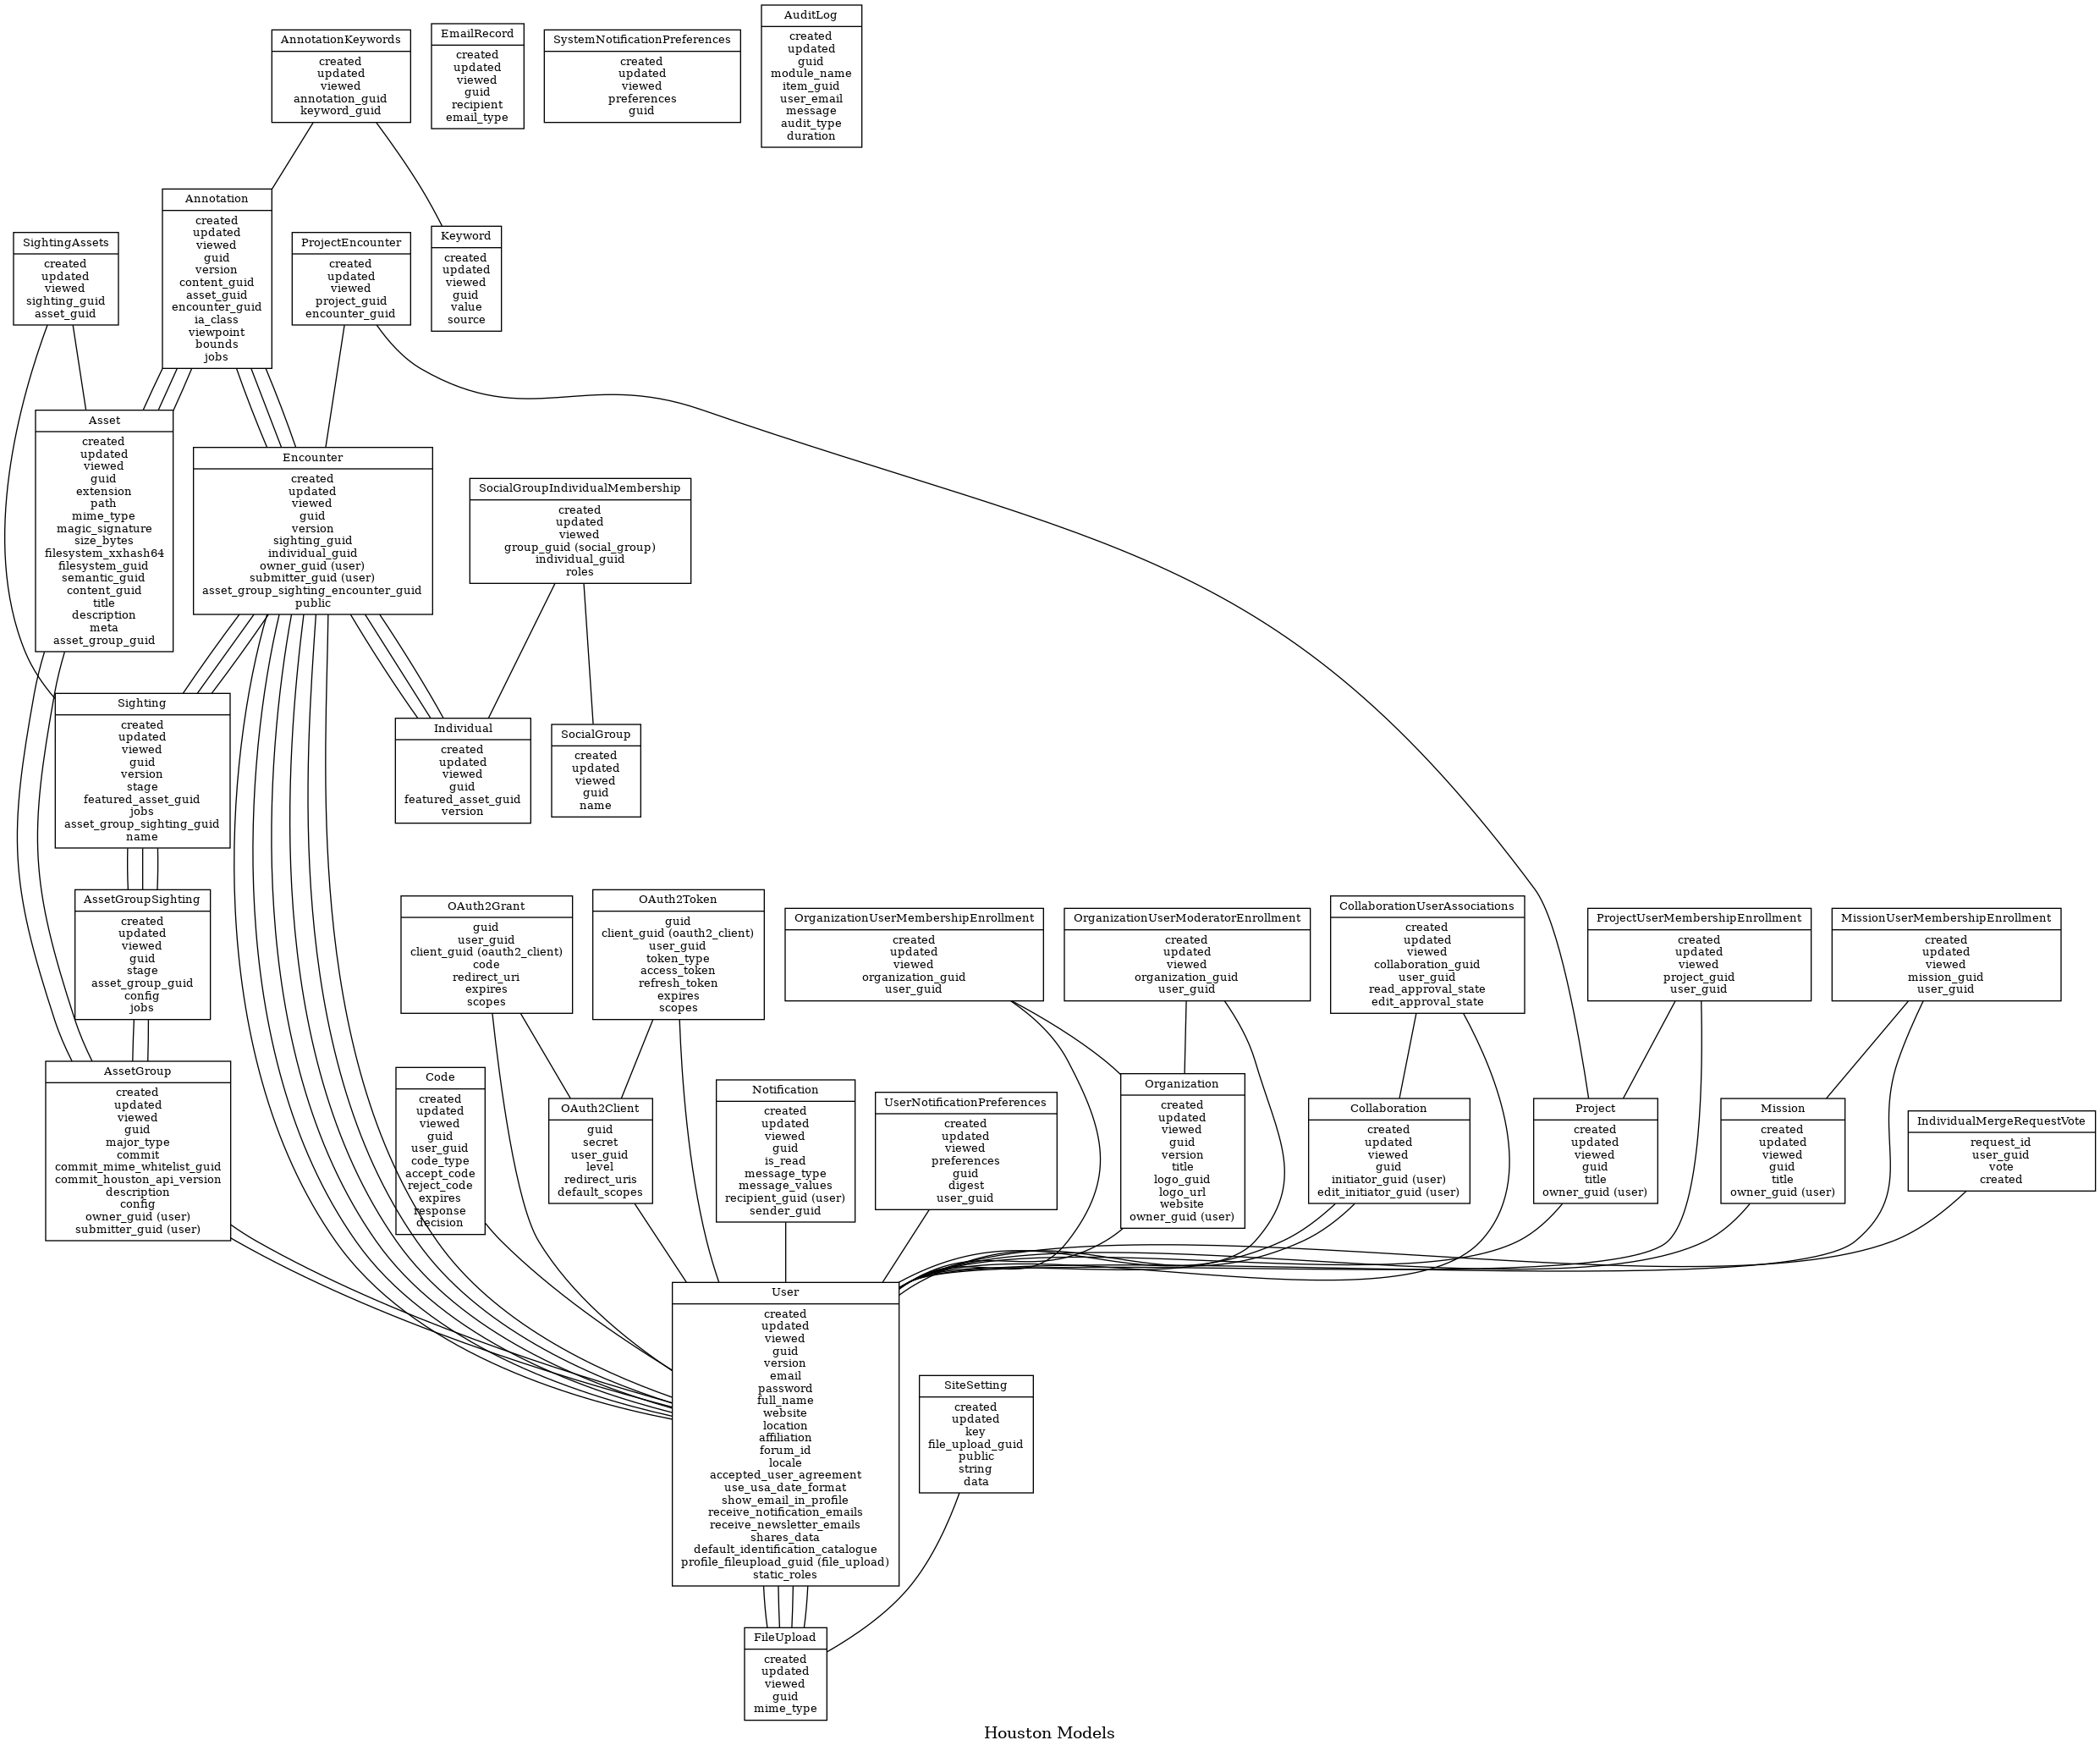 AnnotationKeywords
created
updated
viewed
annotation_guid
keyword_guid
EmailRecord
created
updated
viewed
guid
recipient
email_type
SystemNotificationPreferences
created
updated
viewed
preferences
guid
AuditLog
created
updated
guid
module_name
item_guid
user_email
message
audit_type
duration
SightingAssets
created
updated
viewed
sighting_guid
asset_guid
Annotation
created
updated
viewed
guid
version
content_guid
asset_guid
encounter_guid
ia_class
viewpoint
bounds
jobs
ProjectEncounter
created
updated
viewed
project_guid
encounter_guid
Keyword
created
updated
viewed
guid
value
source
Asset
created
updated
viewed
guid
extension
path
mime_type
magic_signature
size_bytes
filesystem_xxhash64
filesystem_guid
semantic_guid
content_guid
title
description
meta
asset_group_guid
Encounter
created
updated
viewed
guid
version
sighting_guid
individual_guid
owner_guid (user)
submitter_guid (user)
asset_group_sighting_encounter_guid
public
SocialGroupIndividualMembership
created
updated
viewed
group_guid (social_group)
individual_guid
roles
Sighting
created
updated
viewed
guid
version
stage
featured_asset_guid
jobs
asset_group_sighting_guid
name
Individual
created
updated
viewed
guid
featured_asset_guid
version
SocialGroup
created
updated
viewed
guid
name
AssetGroupSighting
created
updated
viewed
guid
stage
asset_group_guid
config
jobs
OAuth2Grant
guid
user_guid
client_guid (oauth2_client)
code
redirect_uri
expires
scopes
OAuth2Token
guid
client_guid (oauth2_client)
user_guid
token_type
access_token
refresh_token
expires
scopes
OrganizationUserMembershipEnrollment
created
updated
viewed
organization_guid
user_guid
OrganizationUserModeratorEnrollment
created
updated
viewed
organization_guid
user_guid
CollaborationUserAssociations
created
updated
viewed
collaboration_guid
user_guid
read_approval_state
edit_approval_state
ProjectUserMembershipEnrollment
created
updated
viewed
project_guid
user_guid
MissionUserMembershipEnrollment
created
updated
viewed
mission_guid
user_guid
AssetGroup
created
updated
viewed
guid
major_type
commit
commit_mime_whitelist_guid
commit_houston_api_version
description
config
owner_guid (user)
submitter_guid (user)
Code
created
updated
viewed
guid
user_guid
code_type
accept_code
reject_code
expires
response
decision
OAuth2Client
guid
secret
user_guid
level
redirect_uris
default_scopes
Notification
created
updated
viewed
guid
is_read
message_type
message_values
recipient_guid (user)
sender_guid
UserNotificationPreferences
created
updated
viewed
preferences
guid
digest
user_guid
Organization
created
updated
viewed
guid
version
title
logo_guid
logo_url
website
owner_guid (user)
Collaboration
created
updated
viewed
guid
initiator_guid (user)
edit_initiator_guid (user)
Project
created
updated
viewed
guid
title
owner_guid (user)
Mission
created
updated
viewed
guid
title
owner_guid (user)
IndividualMergeRequestVote
request_id
user_guid
vote
created
User
created
updated
viewed
guid
version
email
password
full_name
website
location
affiliation
forum_id
locale
accepted_user_agreement
use_usa_date_format
show_email_in_profile
receive_notification_emails
receive_newsletter_emails
shares_data
default_identification_catalogue
profile_fileupload_guid (file_upload)
static_roles
SiteSetting
created
updated
key
file_upload_guid
public
string
data
FileUpload
created
updated
viewed
guid
mime_type
Houston Models